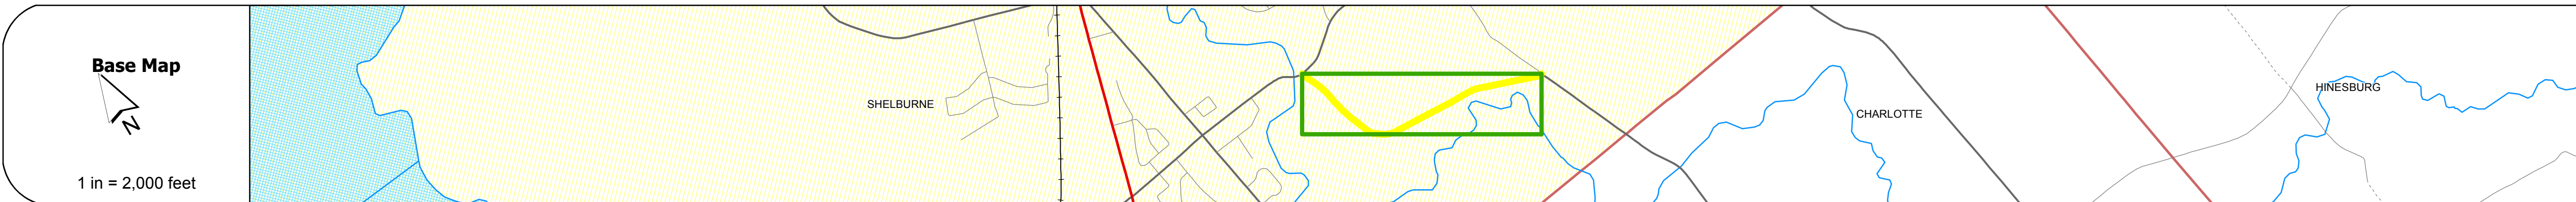 Base Map
N
1 in = 2,000 feet
SHELBURNE
CHARLOTTE
HINESBURG